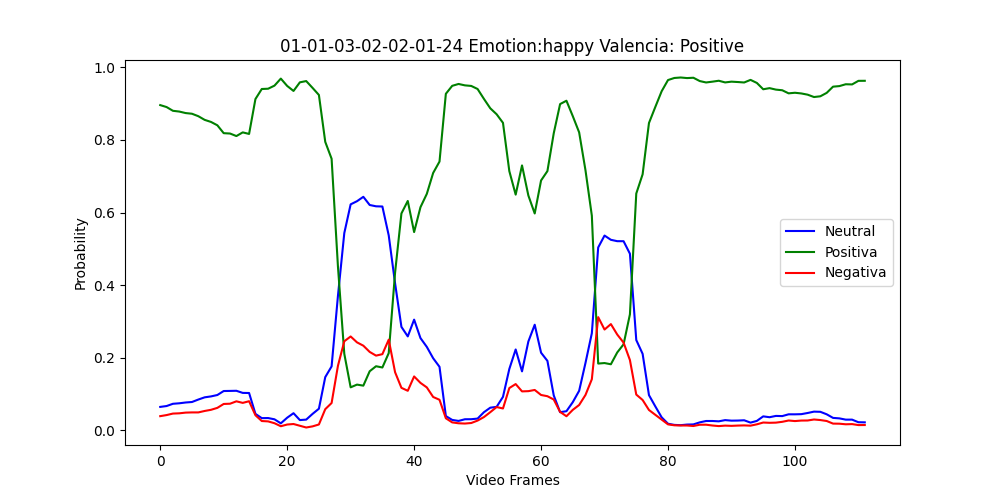 01-01-03-02-02-01-24 Emotion:happy Valencia: Positive
1.0
0.8
0.6
0.4
0.2
0.0
Probability
Neutral
Positiva
Negativa
0 20 40 60 80 100
Video Frames